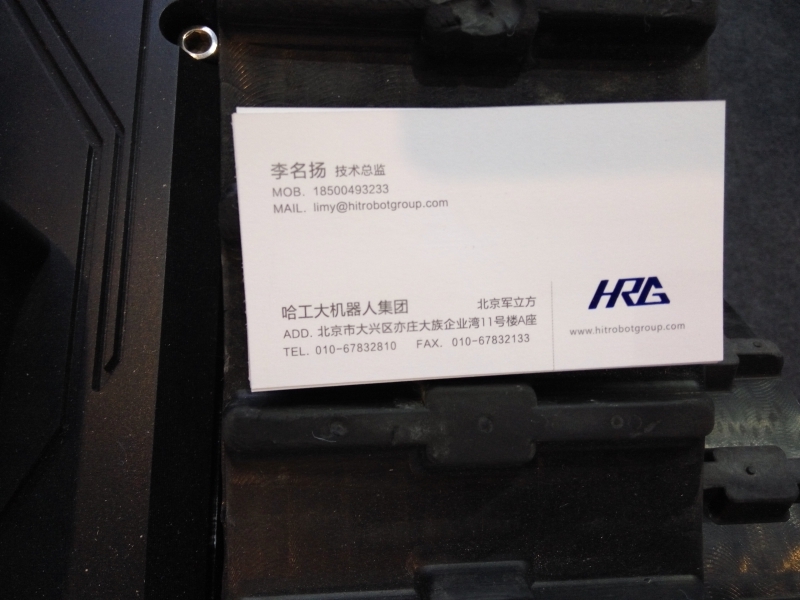 李名扬 技术总监
MOB. 18500493233
MAIL. limy@hitrobotgroup.com
哈工大机器人集团 北京军立方
ADD. 北京市大兴区亦庄大族企业湾11号楼A座
TEL. 010-67832810 FAX. 010-67832133
HRG
www.hitrobotgroup.com